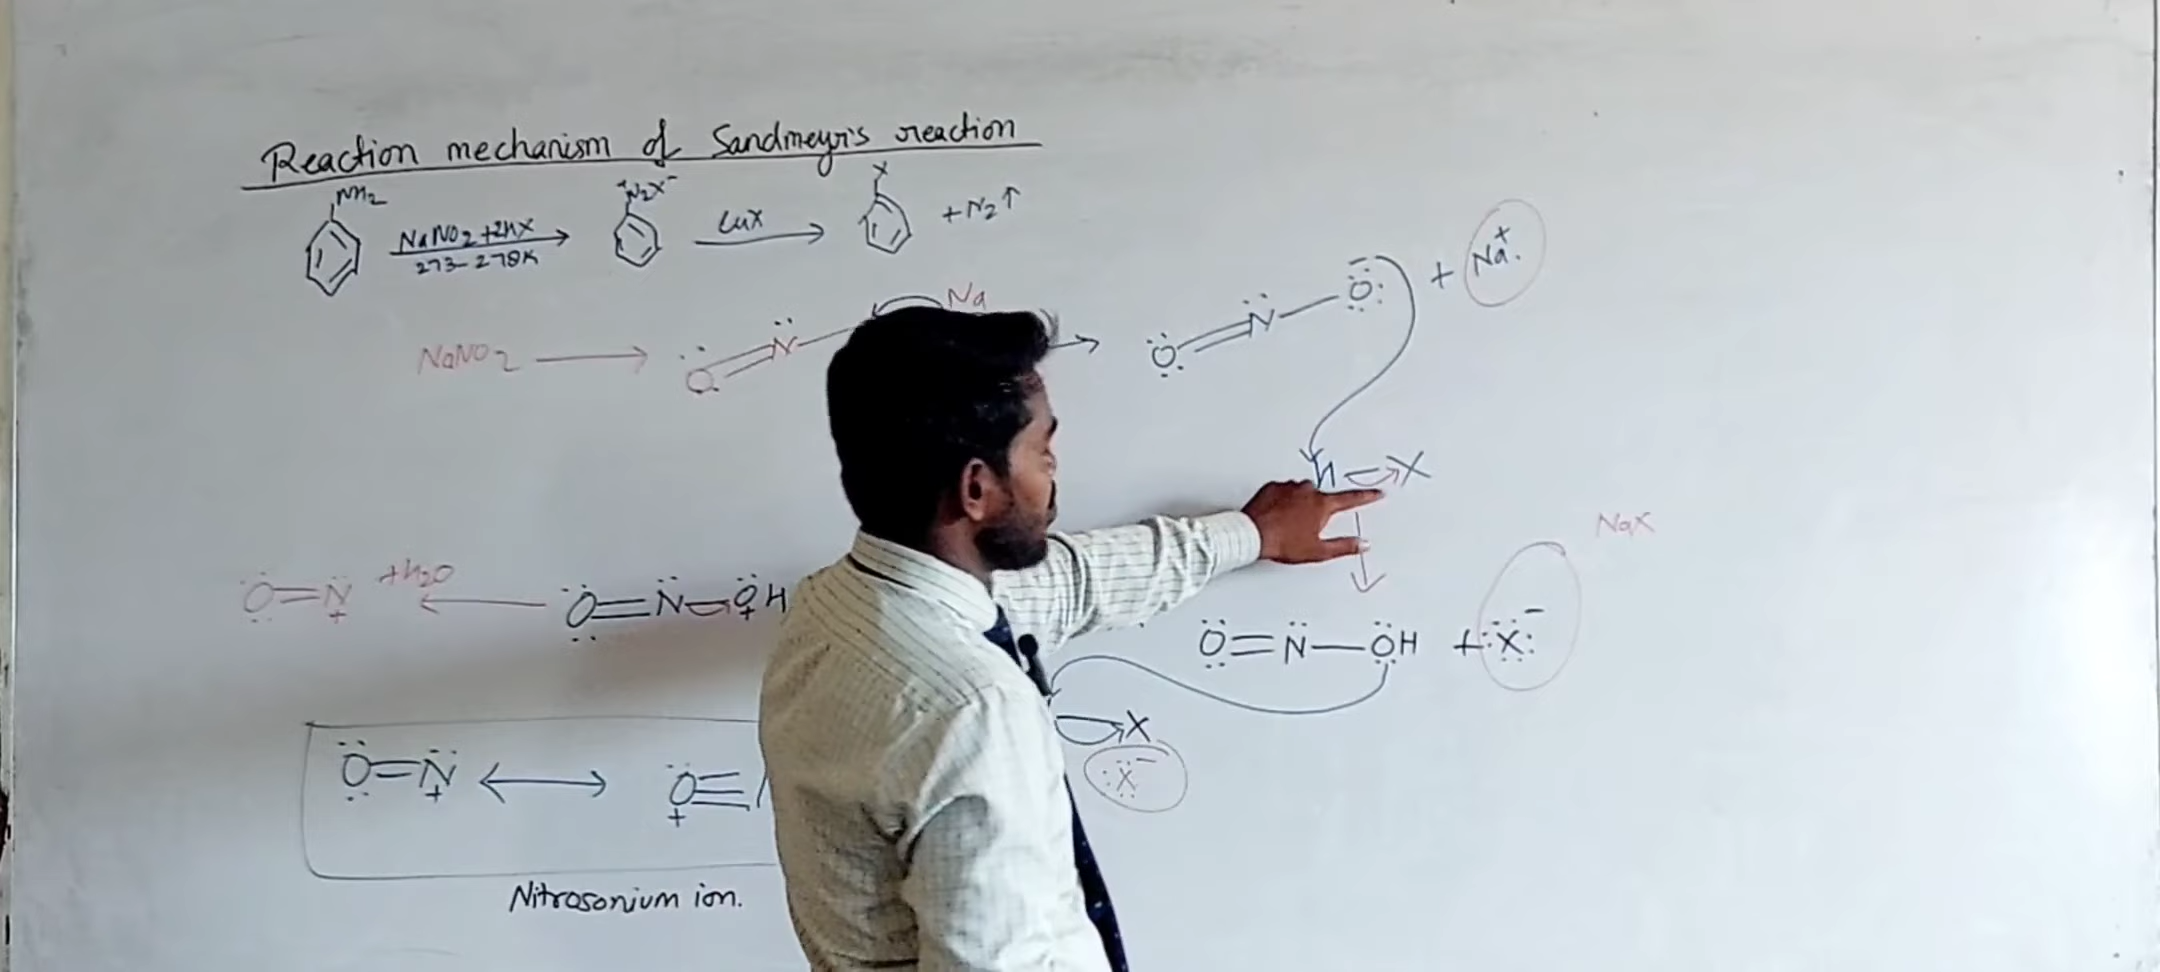 Reaction mechanism of Sandmeyr's reaction
NH2 NaNO2 +2HX 273-278K +N2X- CuX X + N2↑
NaNO2 O=N- Na O=N-O- + Na+
H X
NaX
O=N+ +H2O O=N-O+H O=N-OH + X-
X
X-
O=N+ O+≡
Nitrosonium ion.